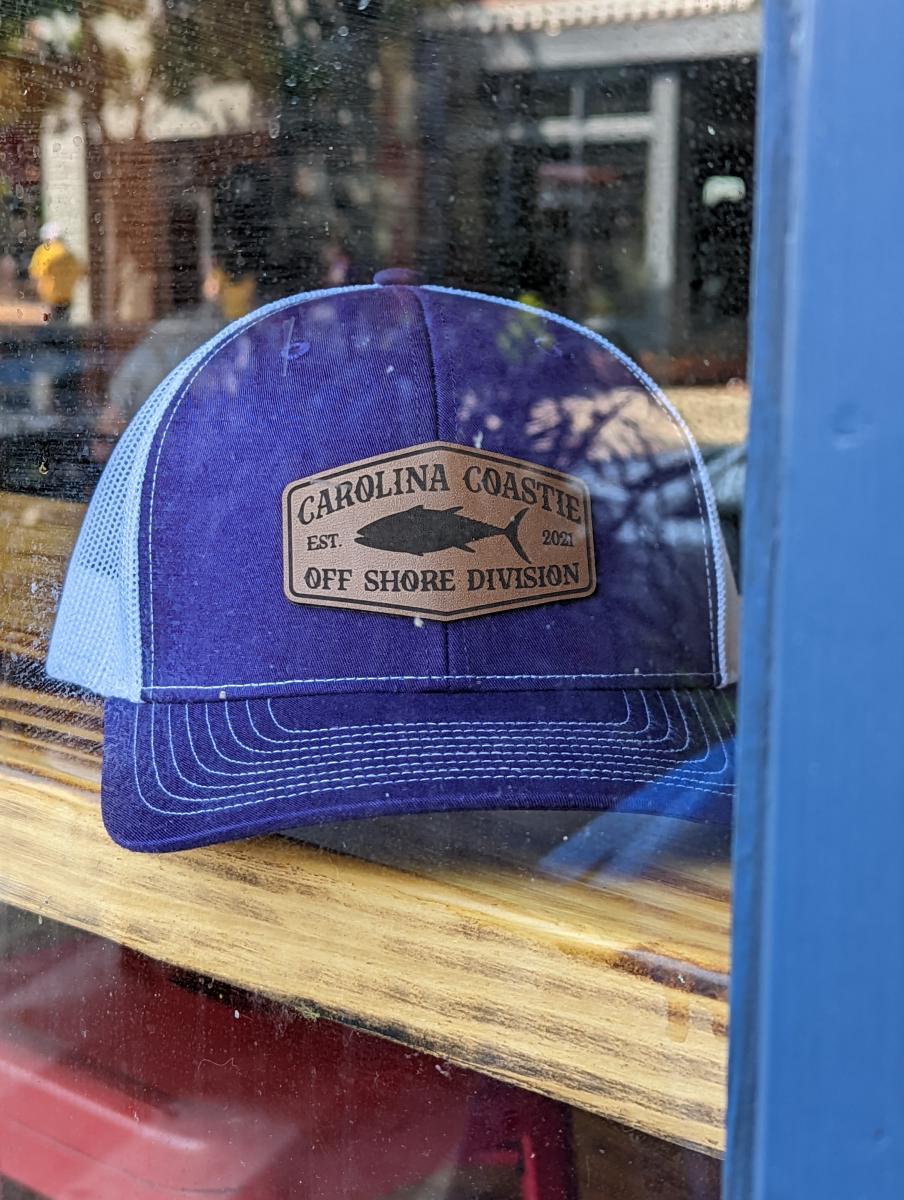 CAROLINA COASTIE
EST. 2021
OFF SHORE DIVISION